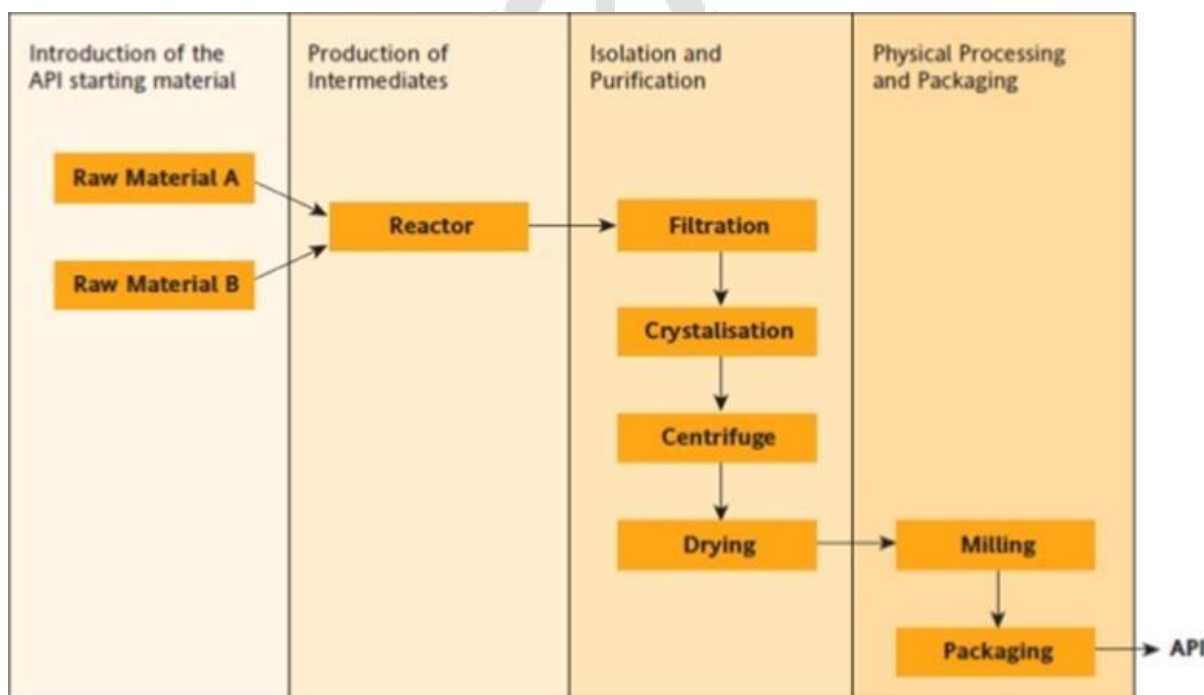 Introduction of the
API starting material
Production of
Intermediates
Isolation and
Purification
Physical Processing
and Packaging
Raw Material A
Raw Material B
Reactor
Filtration
Crystalisation
Centrifuge
Drying
Milling
Packaging
API